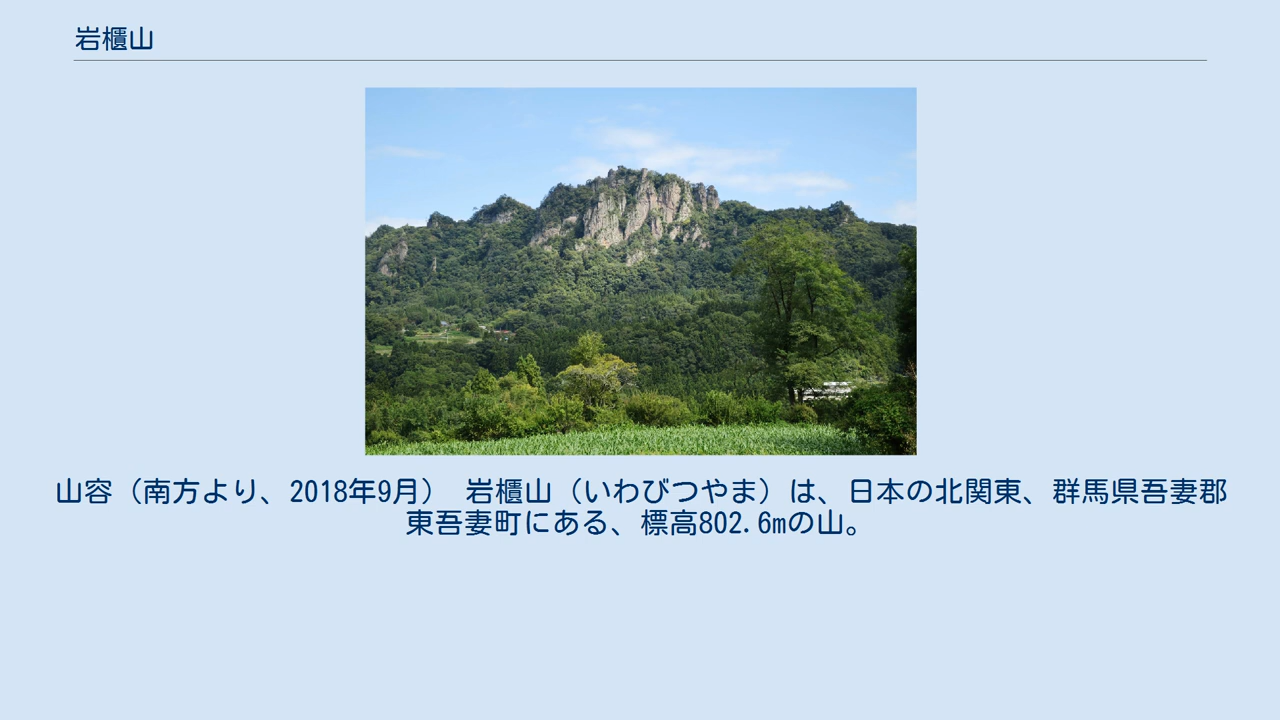 岩櫃山
山容（南方より、2018年9月） 岩櫃山（いわびつやま）は、日本の北関東、群馬県吾妻郡
東吾妻町にある、標高802.6mの山。